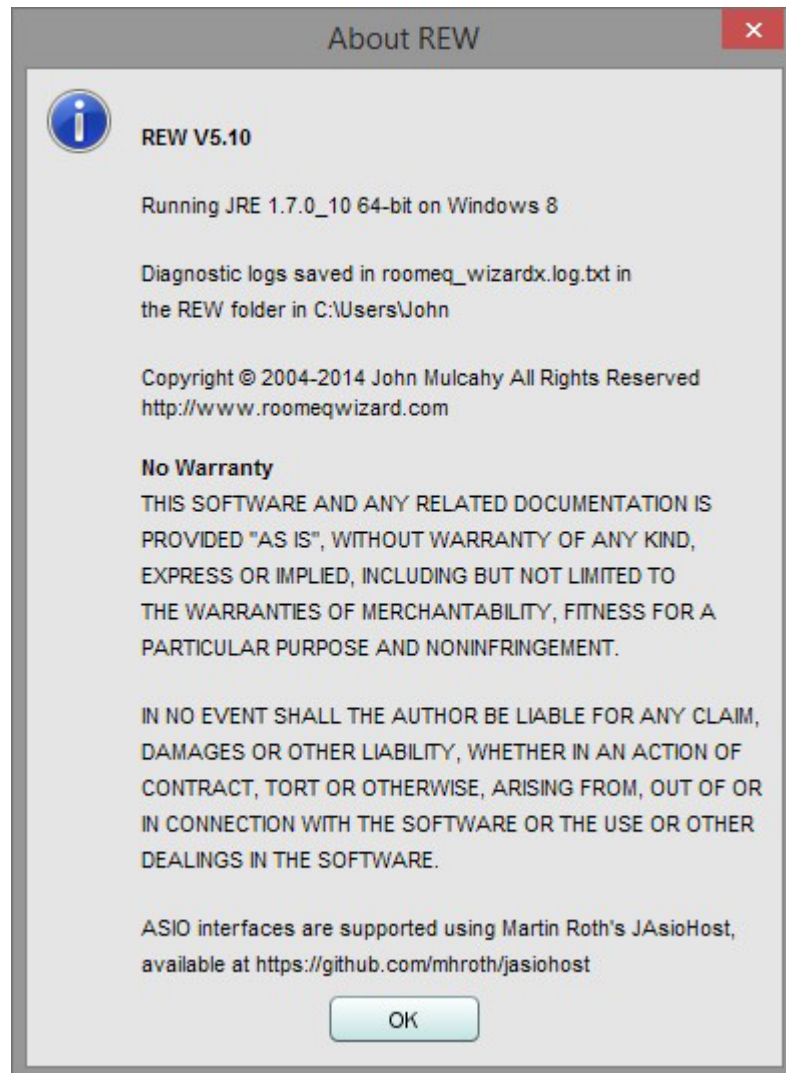 About REW
REW V5.10
Running JRE 1.7.0_10 64-bit on Windows 8
Diagnostic logs saved in roomeq_wizardx.log.txt in
the REW folder in C:\Users\John
Copyright © 2004-2014 John Mulcahy All Rights Reserved
http://www.roomeqwizard.com
No Warranty
THIS SOFTWARE AND ANY RELATED DOCUMENTATION IS
PROVIDED "AS IS", WITHOUT WARRANTY OF ANY KIND,
EXPRESS OR IMPLIED, INCLUDING BUT NOT LIMITED TO
THE WARRANTIES OF MERCHANTABILITY, FITNESS FOR A
PARTICULAR PURPOSE AND NONINFRINGEMENT.
IN NO EVENT SHALL THE AUTHOR BE LIABLE FOR ANY CLAIM,
DAMAGES OR OTHER LIABILITY, WHETHER IN AN ACTION OF
CONTRACT, TORT OR OTHERWISE, ARISING FROM, OUT OF OR
IN CONNECTION WITH THE SOFTWARE OR THE USE OR OTHER
DEALINGS IN THE SOFTWARE.
ASIO interfaces are supported using Martin Roth's JAsioHost,
available at https://github.com/mhroth/jasiohost
OK